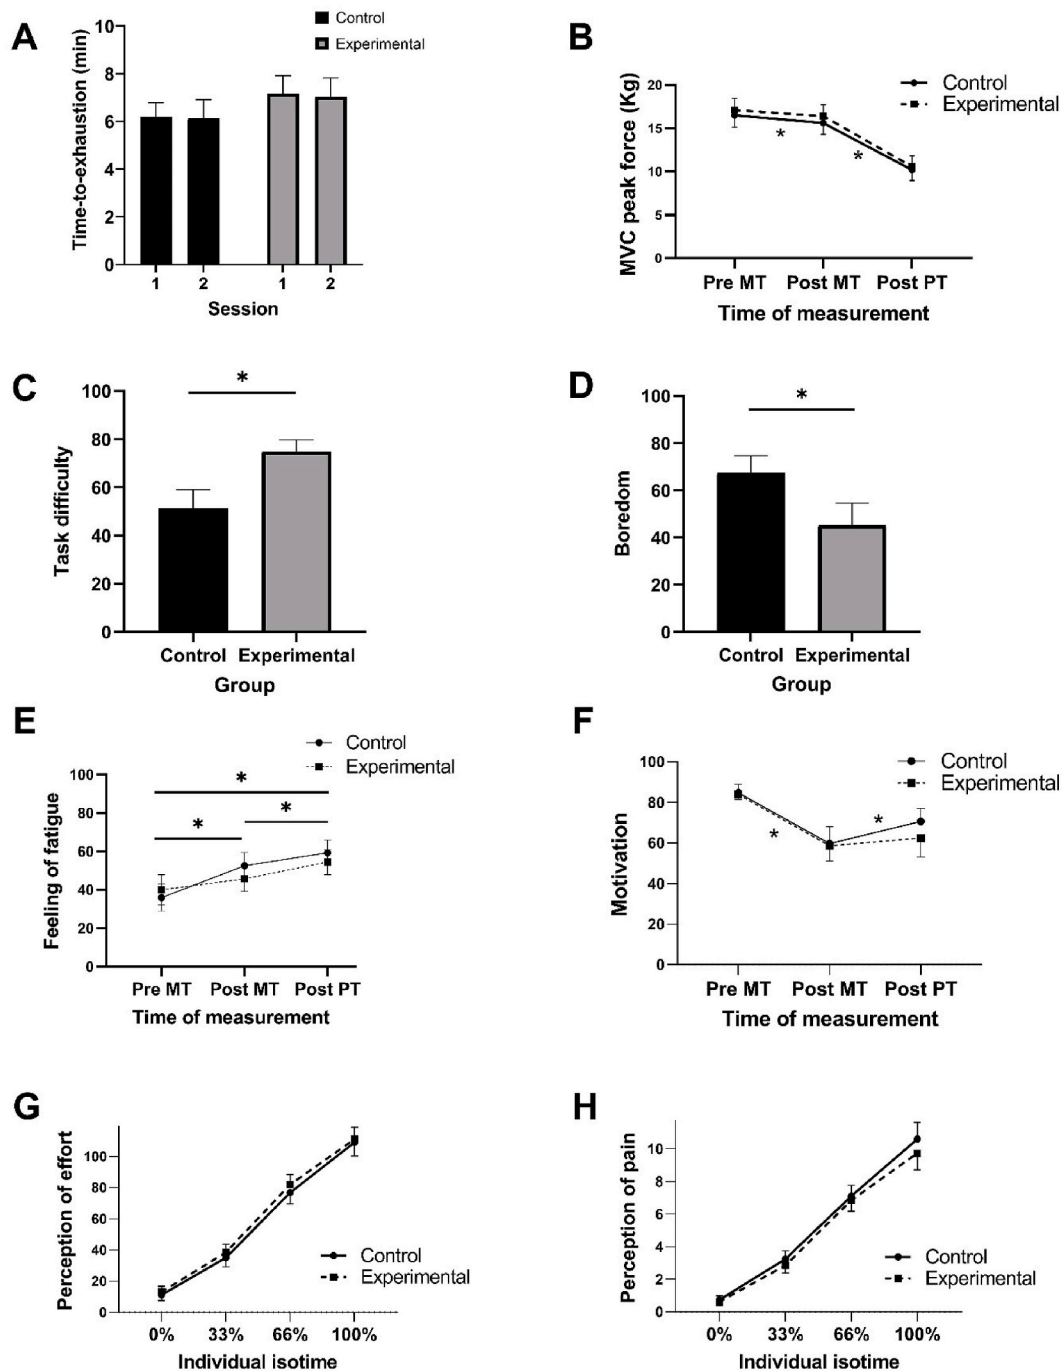 A
Control
Experimental
Time-to-exhaustion (min)
10
8
6
4
2
0
1 2 1 2
Session
B
Control
Experimental
MVC peak force (Kg)
20
15
10
5
0
*
*
Pre MT Post MT Post PT
Time of measurement
C
*
Task difficulty
100
80
60
40
20
0
Control Experimental
Group
D
*
Boredom
100
80
60
40
20
0
Control Experimental
Group
E
Control
Experimental
Feeling of fatigue
100
80
60
40
20
0
*
*
*
Pre MT Post MT Post PT
Time of measurement
F
Control
Experimental
Motivation
100
80
60
40
20
0
*
*
Pre MT Post MT Post PT
Time of measurement
G
Perception of effort
100
80
60
40
20
0
Control
Experimental
0% 33% 66% 100%
Individual isotime
H
Perception of pain
10
8
6
4
2
0
Control
Experimental
0% 33% 66% 100%
Individual isotime